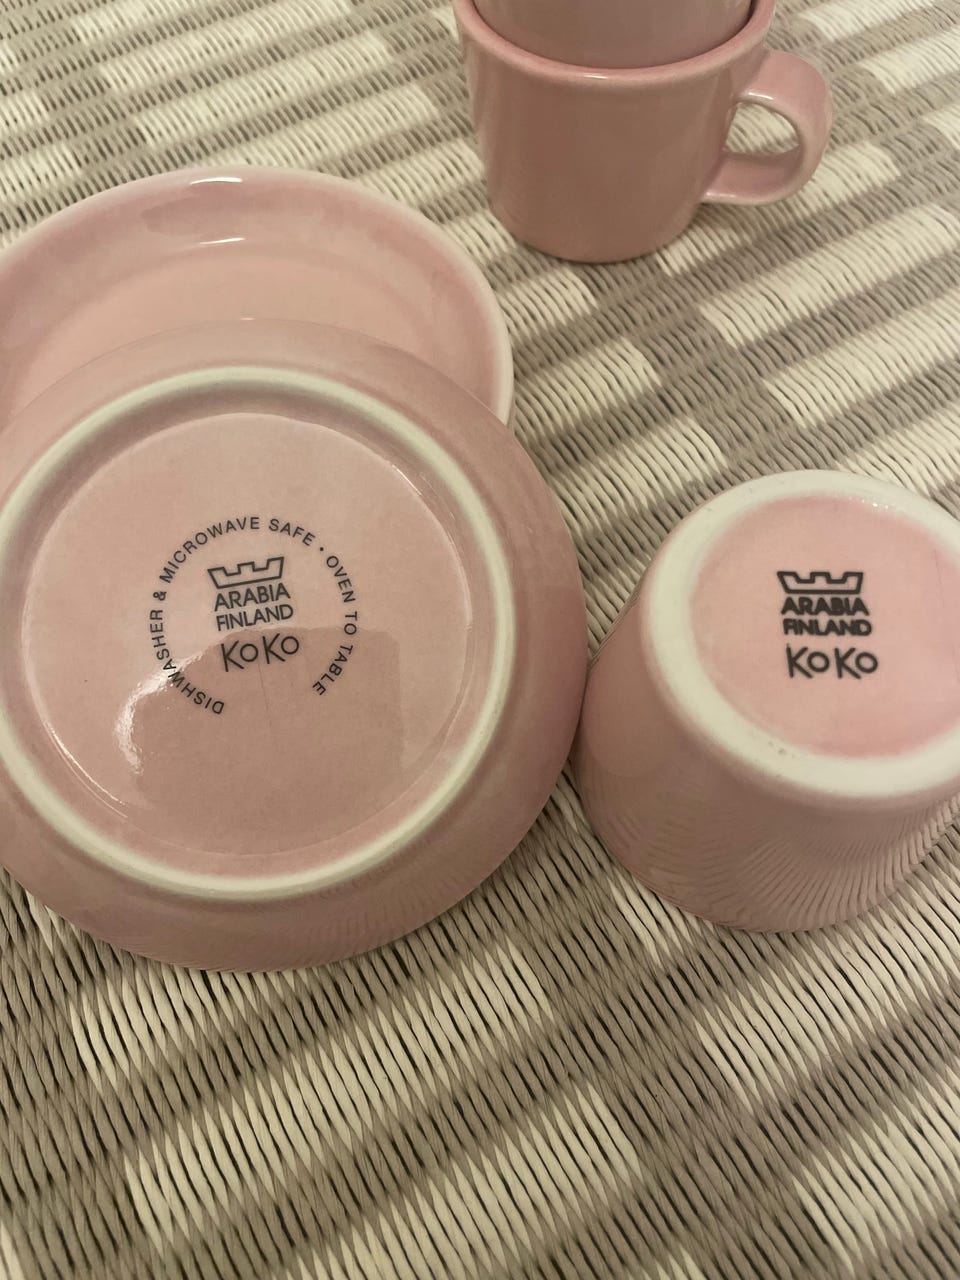 DISHWASHER & MICROWAVE SAFE • OVEN TO TABLE
ARABIA
FINLAND
KoKo
ARABIA
FINLAND
KoKo